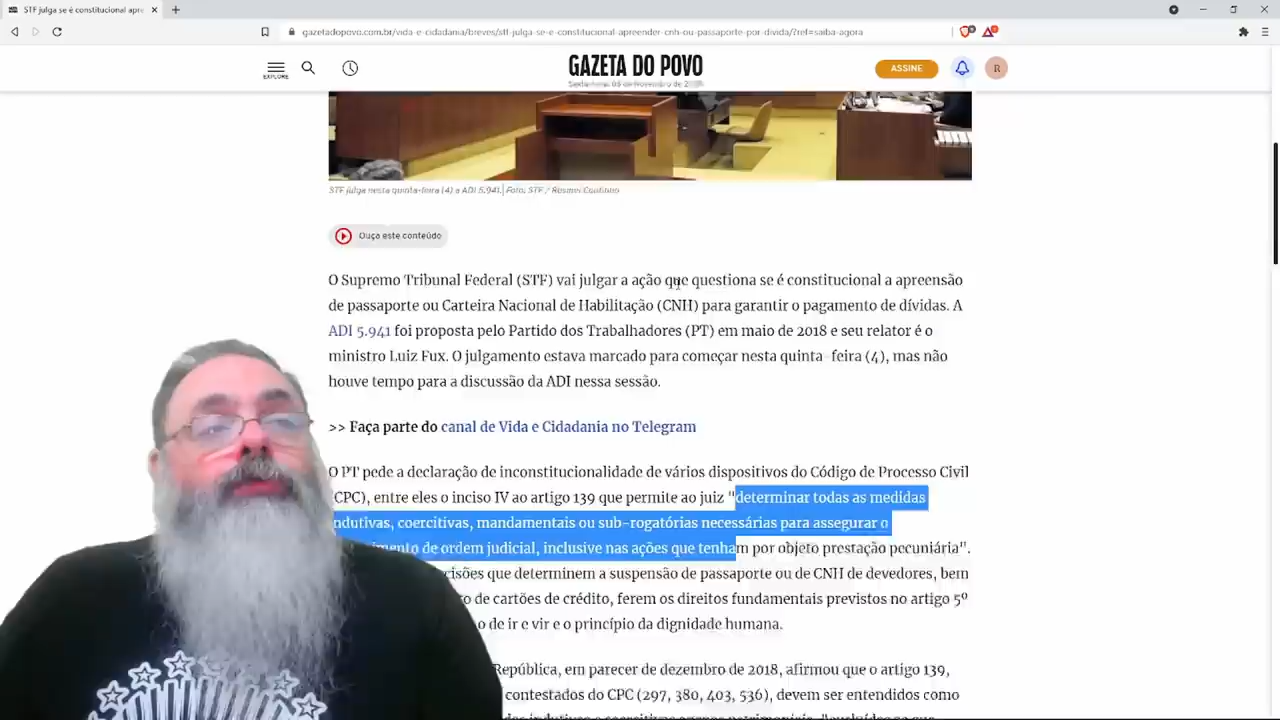 STF julga se é constitucional apre
gazetadopovo.com.br/vida-e-cidadania/breves/stf-julga-se-e-constitucional-apreender-cnh-ou-passaporte-por-divida/?ref=saiba-agora
EXPLORE
GAZETA DO POVO
ASSINE
R
STF julga nesta quinta-feira (4) a ADI 5.941. Foto: STF / Rosinei Coutinho
Ouça este conteúdo
O Supremo Tribunal Federal (STF) vai julgar a ação que questiona se é constitucional a apreensão
de passaporte ou Carteira Nacional de Habilitação (CNH) para garantir o pagamento de dívidas. A
ADI 5.941 foi proposta pelo Partido dos Trabalhadores (PT) em maio de 2018 e seu relator é o
ministro Luiz Fux. O julgamento estava marcado para começar nesta quinta-feira (4), mas não
houve tempo para a discussão da ADI nessa sessão.
>> Faça parte do canal de Vida e Cidadania no Telegram
O PT pede a declaração de inconstitucionalidade de vários dispositivos do Código de Processo Civil
CPC), entre eles o inciso IV ao artigo 139 que permite ao juiz "determinar todas as medidas
ndutivas, coercitivas, mandamentais ou sub-rogatórias necessárias para assegurar o
mento de ordem judicial, inclusive nas ações que tenham por objeto prestação pecuniária".
cisões que determinem a suspensão de passaporte ou de CNH de devedores, bem
o de cartões de crédito, ferem os direitos fundamentais previstos no artigo 5º
o de ir e vir e o princípio da dignidade humana.
República, em parecer de dezembro de 2018, afirmou que o artigo 139,
contestados do CPC (297, 380, 403, 536), devem ser entendidos como